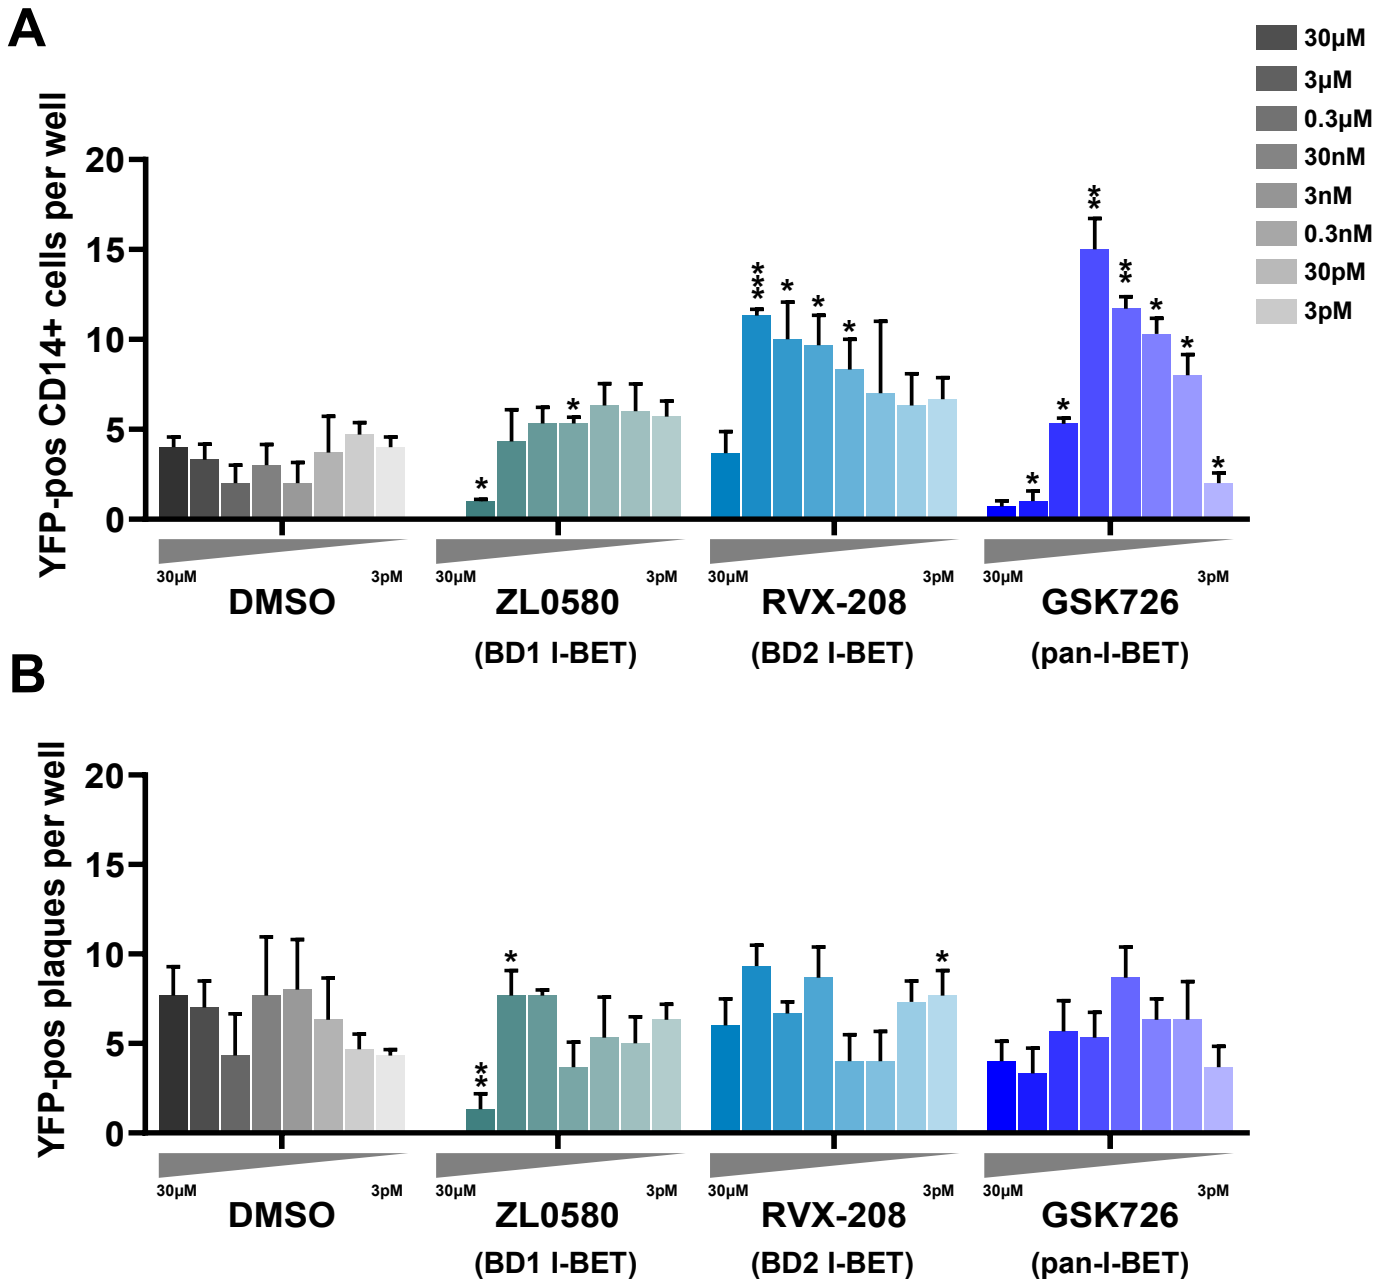 A
30µM
3µM
0.3µM
30nM
3nM
0.3nM
30pM
3pM
YFP-pos CD14+ cells per well
20
15
10
5
0
*** * * * * * * ** ** * * *
30µM 3pM 30µM 3pM 30µM 3pM 30µM 3pM
DMSO ZL0580 RVX-208 GSK726
(BD1 I-BET) (BD2 I-BET) (pan-I-BET)
B
YFP-pos plaques per well
20
15
10
5
0
** * *
30µM 3pM 30µM 3pM 30µM 3pM 30µM 3pM
DMSO ZL0580 RVX-208 GSK726
(BD1 I-BET) (BD2 I-BET) (pan-I-BET)